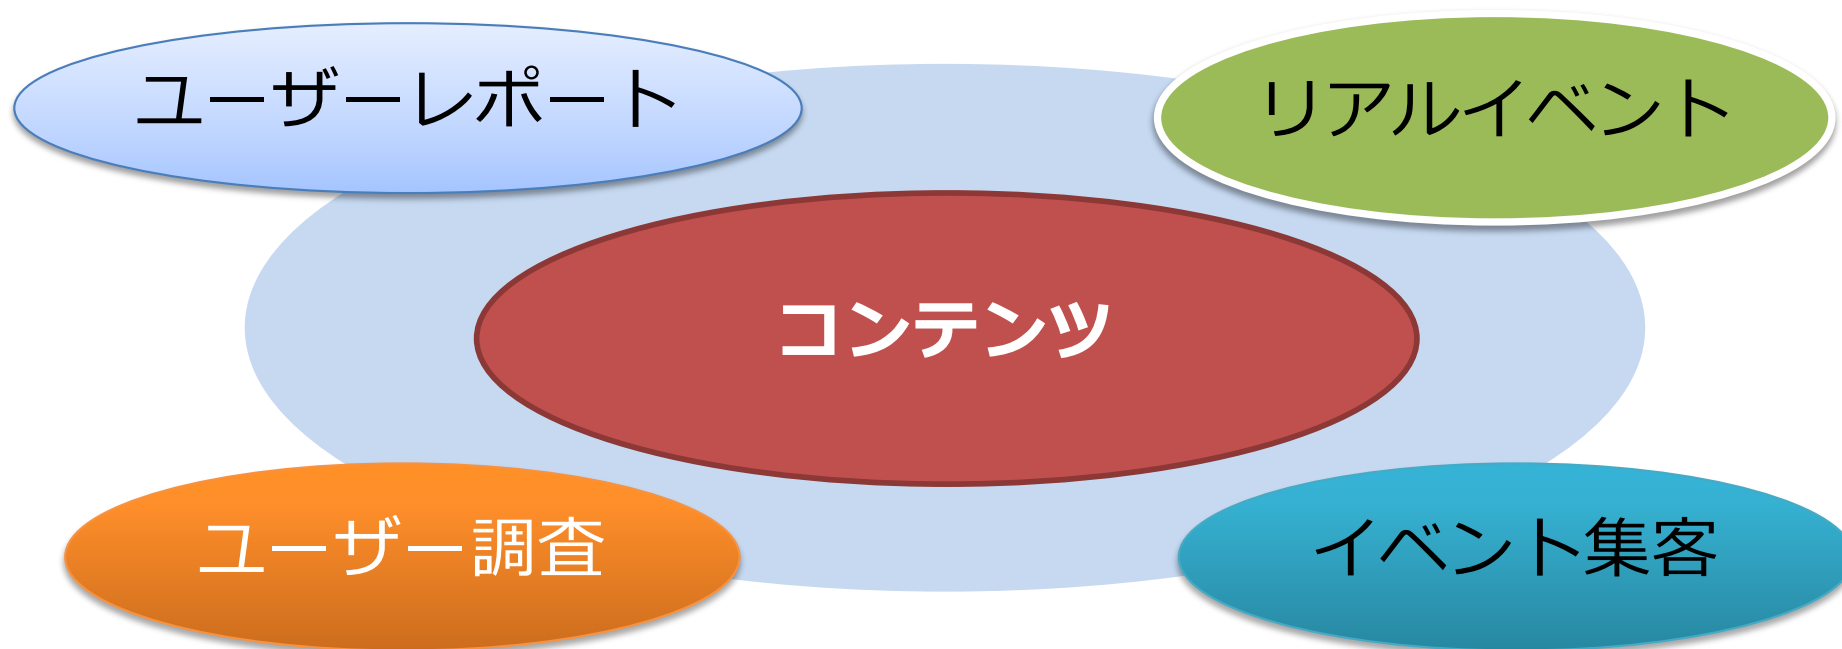 ユーザーレポート
リアルイベント
コンテンツ
ユーザー調査
イベント集客